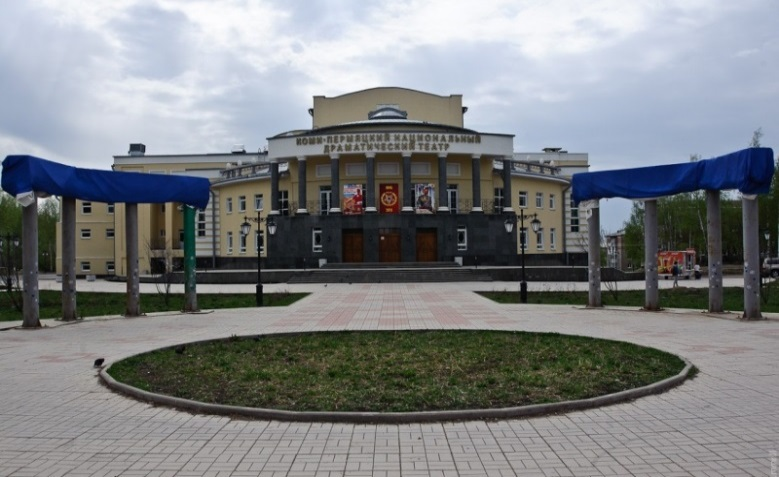 КОМИ-ПЕРМЯЦКИЙ НАЦИОНАЛЬНЫЙ
ДРАМАТИЧЕСКИЙ ТЕАТР